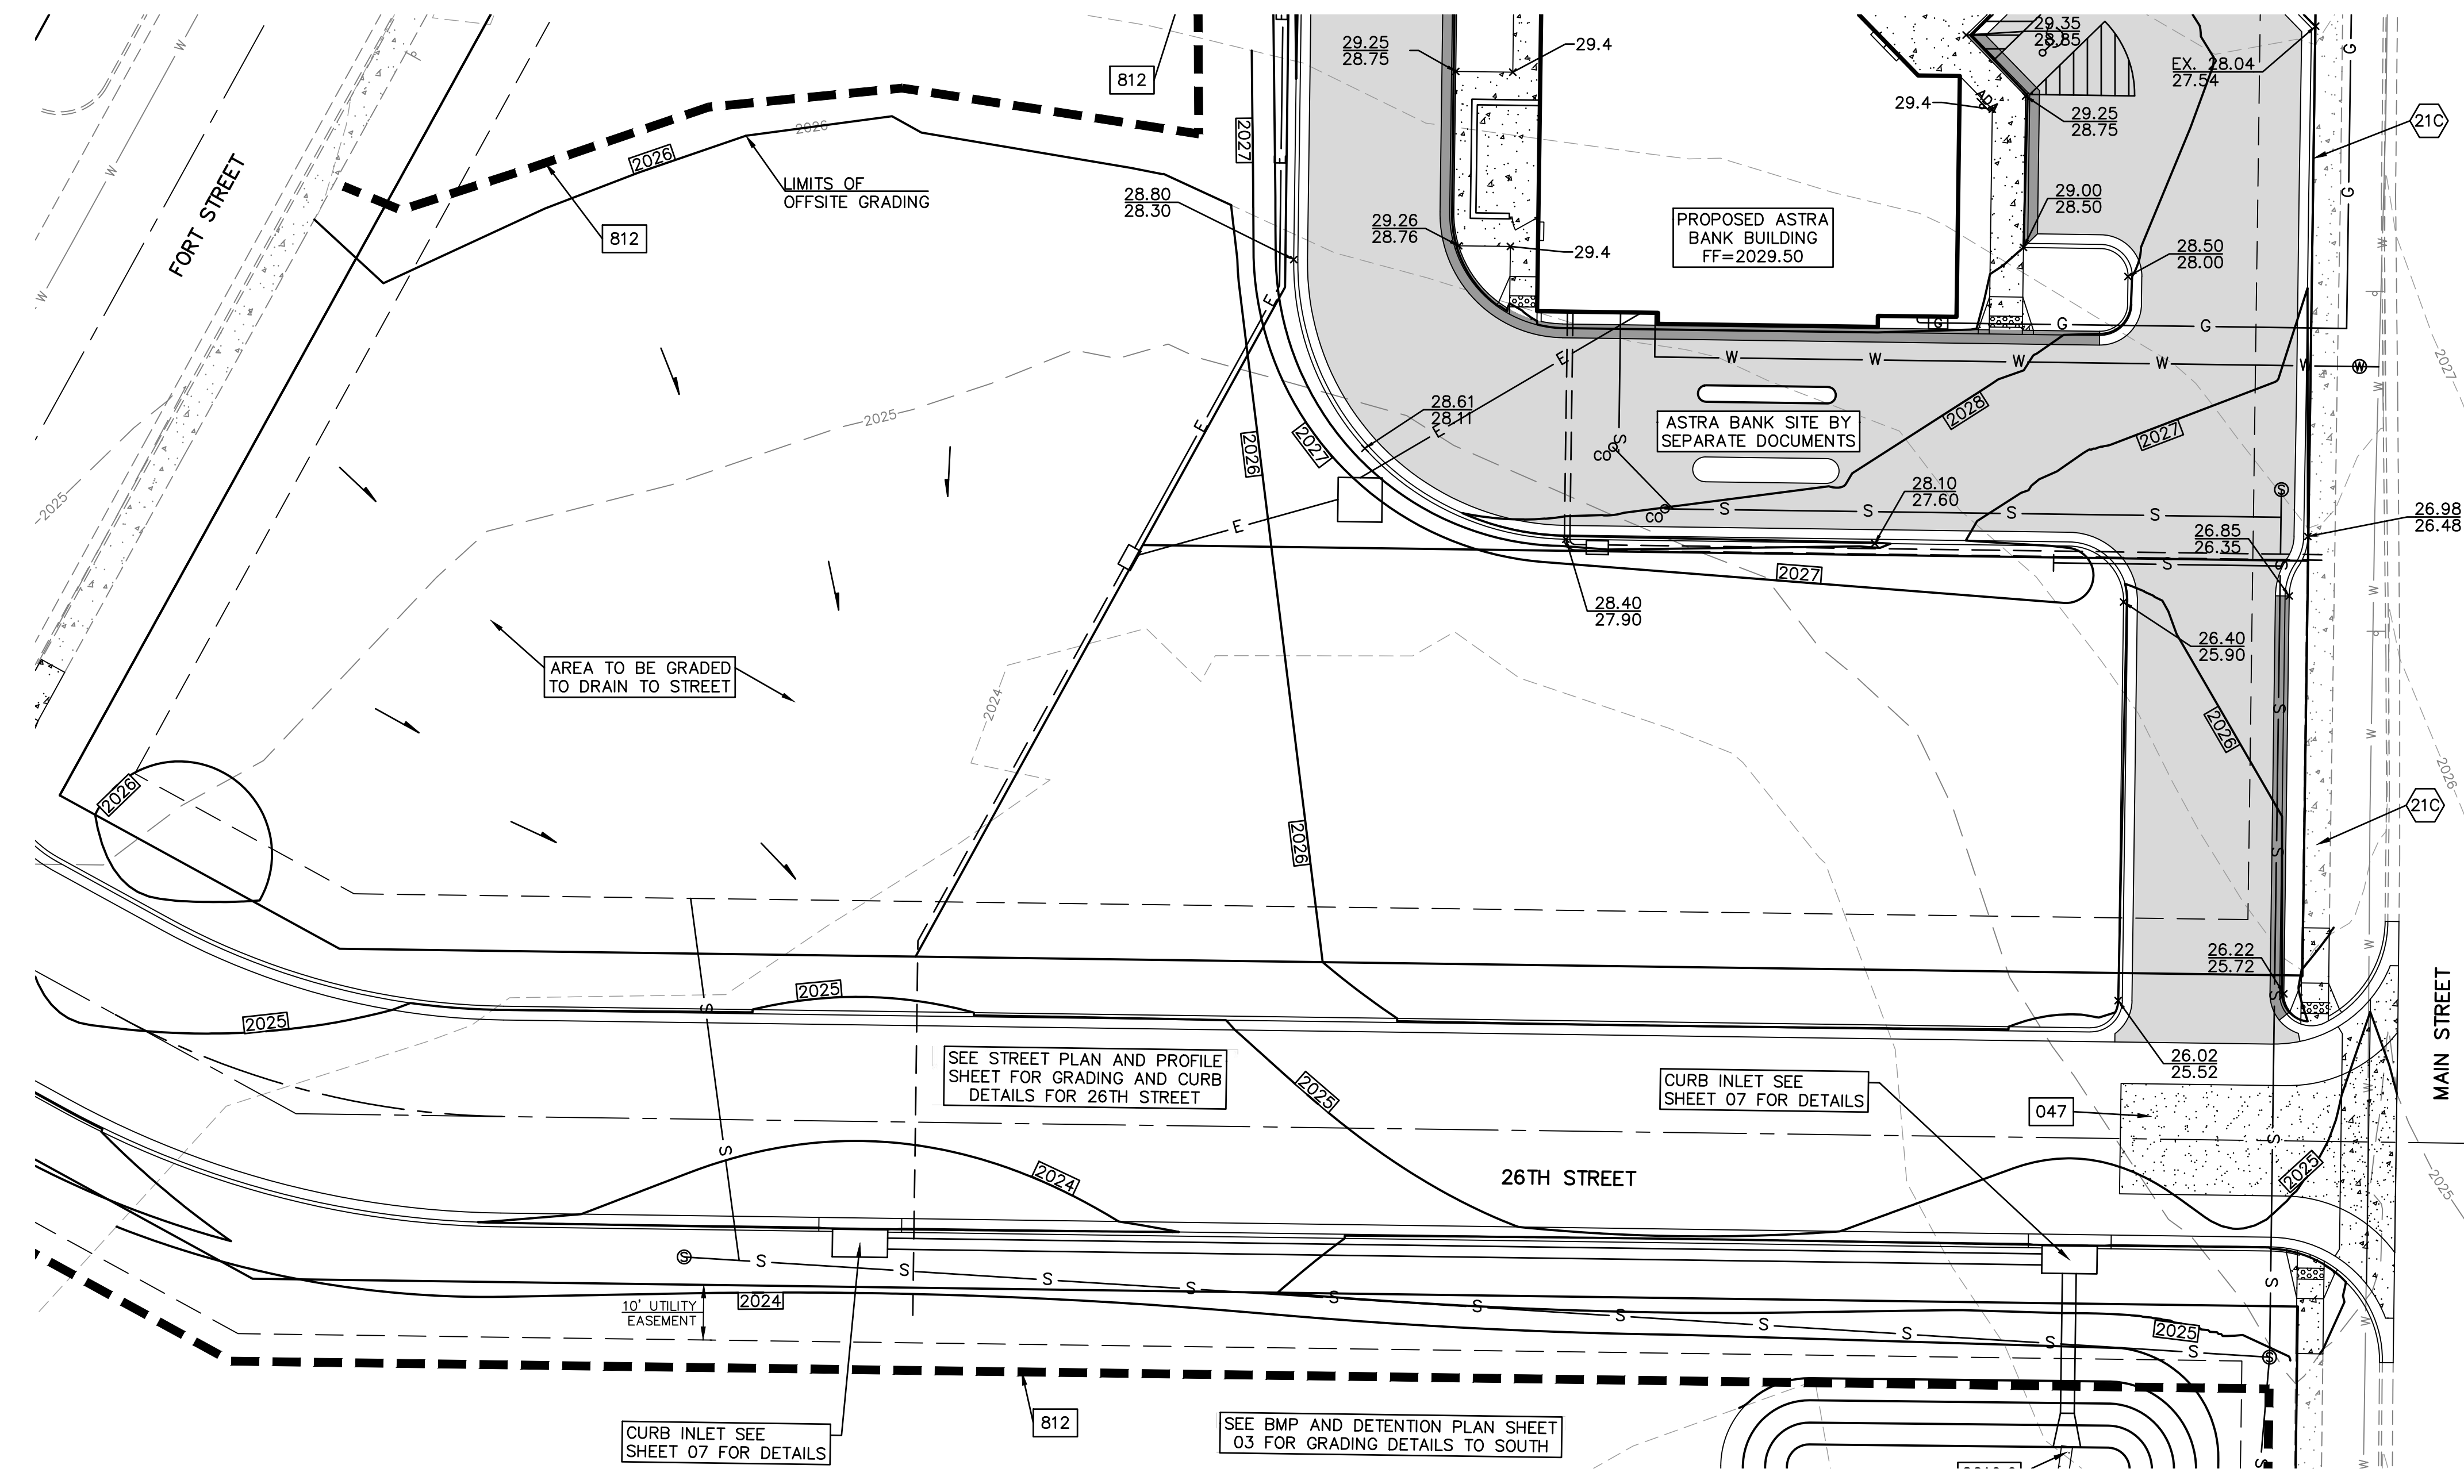 812
29.25
28.75
29.4
29.35
28.85
EX. 28.04
27.54
21C
2026
2026
LIMITS OF
OFFSITE GRADING
812
2027
28.80
28.30
29.26
28.76
29.4
29.4
ADA
29.25
28.75
29.00
28.50
28.50
28.00
PROPOSED ASTRA
BANK BUILDING
FF=2029.50
FORT STREET
W
W
W
P
2025
2025
E
E
E
E
E
G
G
G
G
G
W
W
W
W
W
W
28.61
28.11
ASTRA BANK SITE BY
SEPARATE DOCUMENTS
2028
2027
2027
2026
2027
CO
CO
S
S
S
S
S
S
28.10
27.60
26.98
26.48
26.85
26.35
28.40
27.90
2027
26.40
25.90
AREA TO BE GRADED
TO DRAIN TO STREET
2024
2026
2026
2026
2026
21C
26.22
25.72
2025
2025
S
S
SEE STREET PLAN AND PROFILE
SHEET FOR GRADING AND CURB
DETAILS FOR 26TH STREET
2025
CURB INLET SEE
SHEET 07 FOR DETAILS
26.02
25.52
047
MAIN STREET
2024
26TH STREET
2025
2025
S
S
S
S
S
S
S
S
S
S
S
S
S
10' UTILITY
EASEMENT
2024
2025
812
CURB INLET SEE
SHEET 07 FOR DETAILS
SEE BMP AND DETENTION PLAN SHEET
03 FOR GRADING DETAILS TO SOUTH